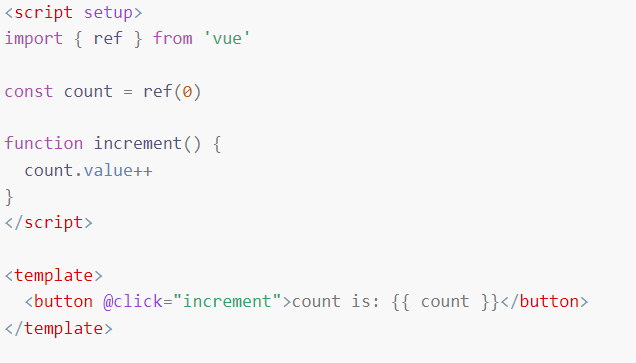 <script setup>
import { ref } from 'vue'
const count = ref(0)
function increment() {
count.value++
}
</script>
<template>
<button @click="increment">count is: {{ count }}</button>
</template>